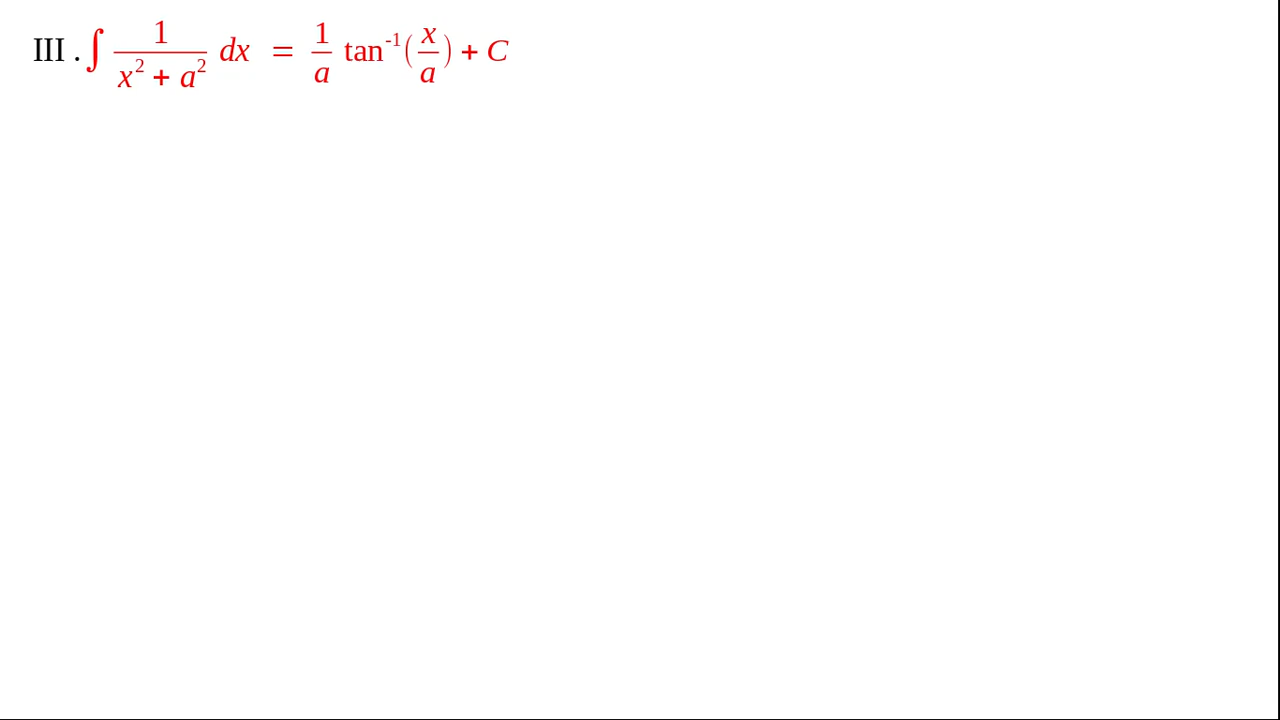 III . ∫ 1/(x² + a²) dx = 1/a tan⁻¹(x/a) + C